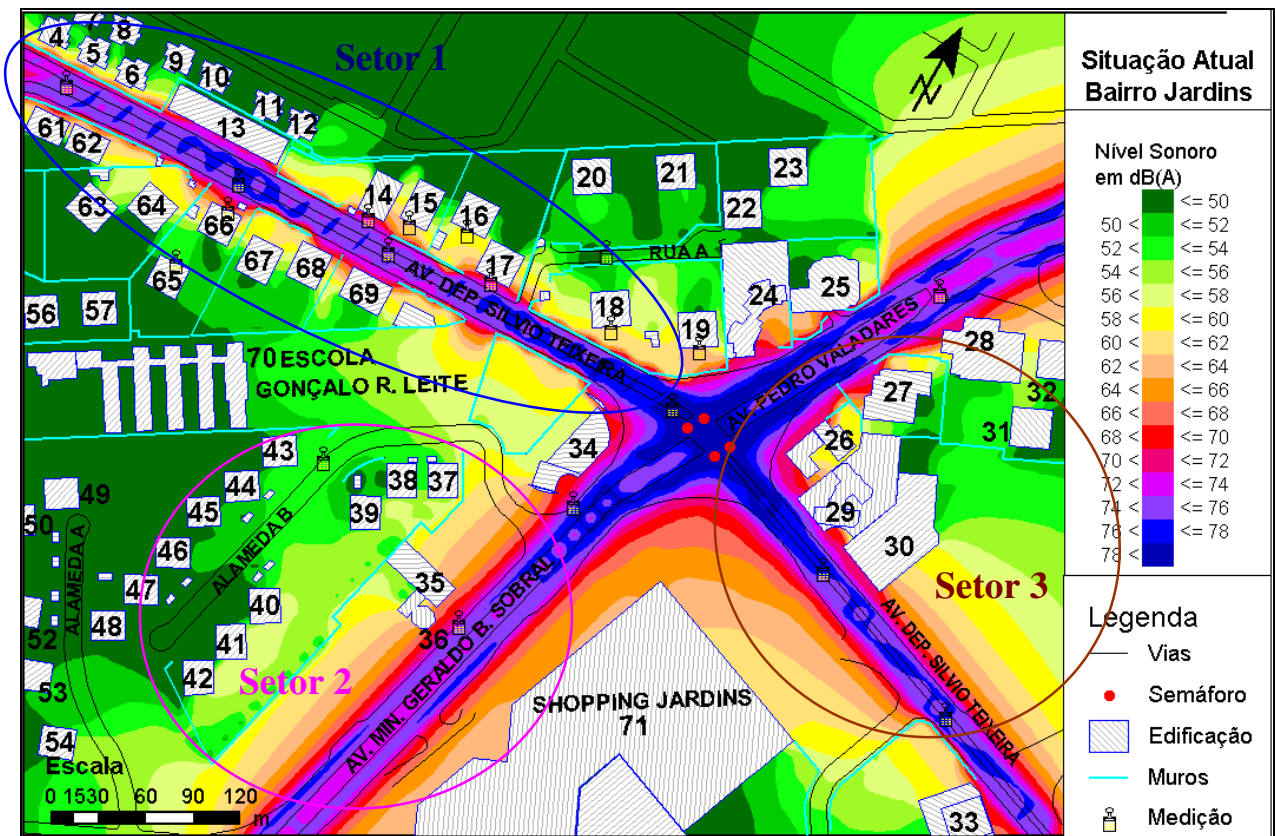 Setor 1
4
7
8
5
6
9
10
11
12
13
61
62
63
64
66
65
67
68
69
14
15
16
17
18
19
20
21
22
23
24
25
RUA A
AV. DEP. SILVIO TEIXEIRA
AV. PEDRO VALADARES
56
57
70 ESCOLA
GONÇALO R. LEITE
28
27
32
31
26
29
30
34
43
44
45
46
47
48
49
50
52
53
54
38
37
39
35
36
40
41
42
ALAMEDA A
ALAMEDA B
Setor 2
AV. MIN. GERALDO B. SOBRAL
SHOPPING JARDINS
71
Setor 3
AV. DEP. SILVIO TEIXEIRA
33
Escala
0 15 30 60 90 120
m
N
Situação Atual
Bairro Jardins
Nível Sonoro
em dB(A)
<= 50
50 < <= 52
52 < <= 54
54 < <= 56
56 < <= 58
58 < <= 60
60 < <= 62
62 < <= 64
64 < <= 66
66 < <= 68
68 < <= 70
70 < <= 72
72 < <= 74
74 < <= 76
76 < <= 78
78 <
Legenda
Vias
Semáforo
Edificação
Muros
Medição